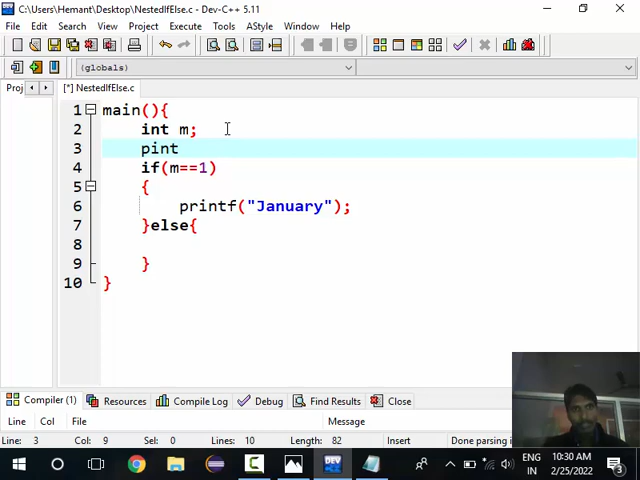 C:\Users\Hemant\Desktop\NestedIfElse.c - Dev-C++ 5.11
File Edit Search View Project Execute Tools AStyle Window Help
(globals)
Proj [*] NestedIfElse.c
1 main(){
2 int m;
3 pint
4 if(m==1)
5 {
6 printf("January");
7 }else{
8
9 }
10 }
Compiler (1) Resources Compile Log Debug Find Results Close
Line Col File Message
Line: 3 Col: 9 Sel: 0 Lines: 10 Length: 82 Insert Done parsing i
DEV ENG 10:30 AM
IN 2/25/2022 3